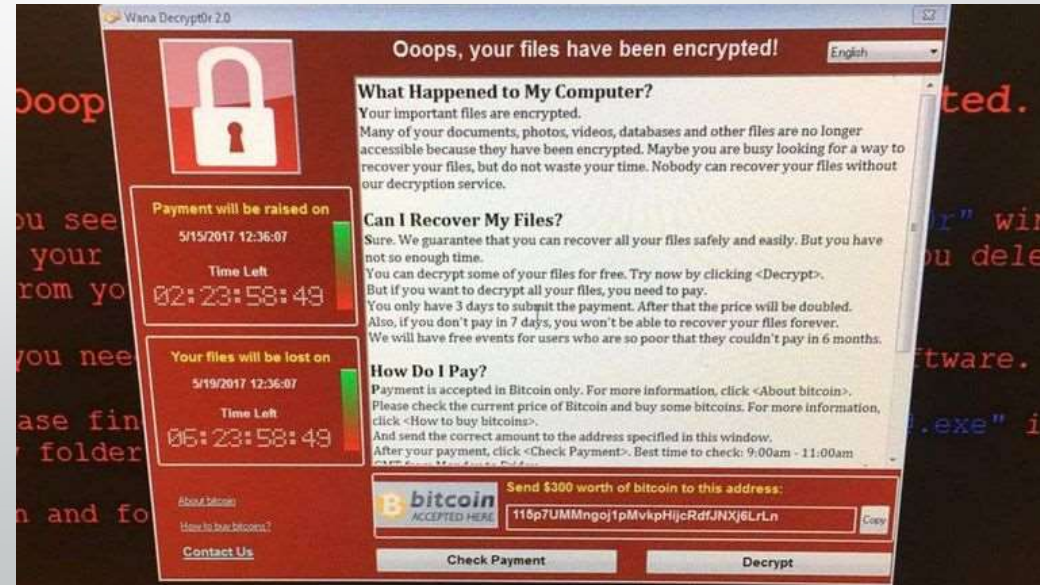 Wana Decrypt0r 2.0
Ooops, your files have been encrypted!
English
What Happened to My Computer?
Your important files are encrypted.
Many of your documents, photos, videos, databases and other files are no longer
accessible because they have been encrypted. Maybe you are busy looking for a way to
recover your files, but do not waste your time. Nobody can recover your files without
our decryption service.
Can I Recover My Files?
Sure. We guarantee that you can recover all your files safely and easily. But you have
not so enough time.
You can decrypt some of your files for free. Try now by clicking <Decrypt>.
But if you want to decrypt all your files, you need to pay.
You only have 3 days to submit the payment. After that the price will be doubled.
Also, if you don't pay in 7 days, you won't be able to recover your files forever.
We will have free events for users who are so poor that they couldn't pay in 6 months.
How Do I Pay?
Payment is accepted in Bitcoin only. For more information, click <About bitcoin>.
Please check the current price of Bitcoin and buy some bitcoins. For more information,
click <How to buy bitcoins>.
And send the correct amount to the address specified in this window.
After your payment, click <Check Payment>. Best time to check: 9:00am - 11:00am
Payment will be raised on
5/15/2017 12:36:07
Time Left
02:23:58:49
Your files will be lost on
5/19/2017 12:36:07
Time Left
06:23:58:49
About bitcoin
How to buy bitcoins?
Contact Us
bitcoin
ACCEPTED HERE
Send $300 worth of bitcoin to this address:
115p7UMMngoj1pMvkpHijcRdfJNXj6LrLn
Copy
Check Payment
Decrypt
Ooop
ted.
ou see
0r" win
your
ou dele
rom yo
you nee
ftware.
ase fin
.exe" i
folder
n and fo